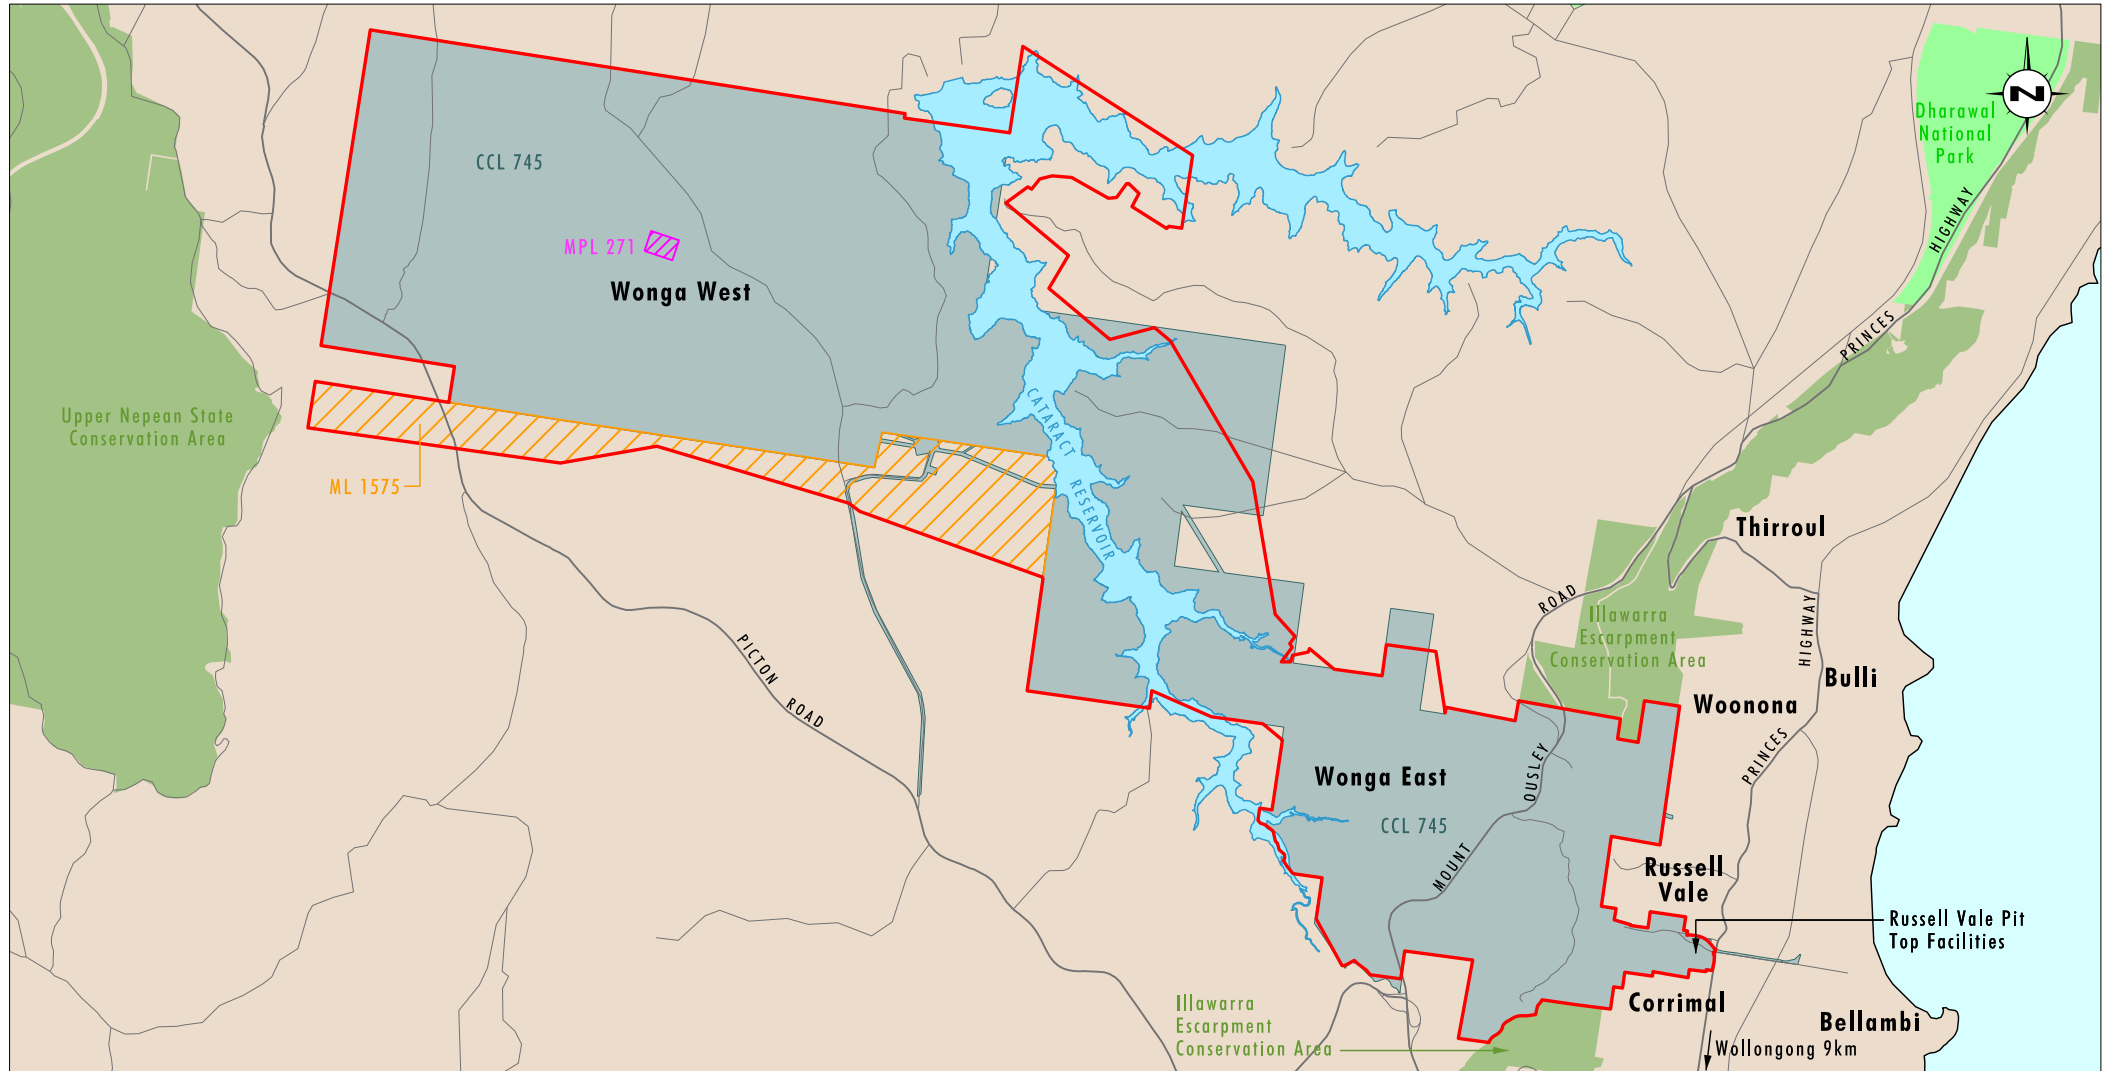 Dharawal
National
Park
N
CCL 745
MPL 271
Wonga West
HIGHWAY
PRINCES
Upper Nepean State
Conservation Area
ML 1575
CATARACT RESERVOIR
Thirroul
ROAD
Illawarra
Escarpment
Conservation Area
HIGHWAY
Bulli
PICTON ROAD
Woonona
PRINCES
Wonga East
OUSLEY
CCL 745
MOUNT
Russell
Vale
Russell Vale Pit
Top Facilities
Corrimal
Illawarra
Escarpment
Conservation Area
Bellambi
Wollongong 9km